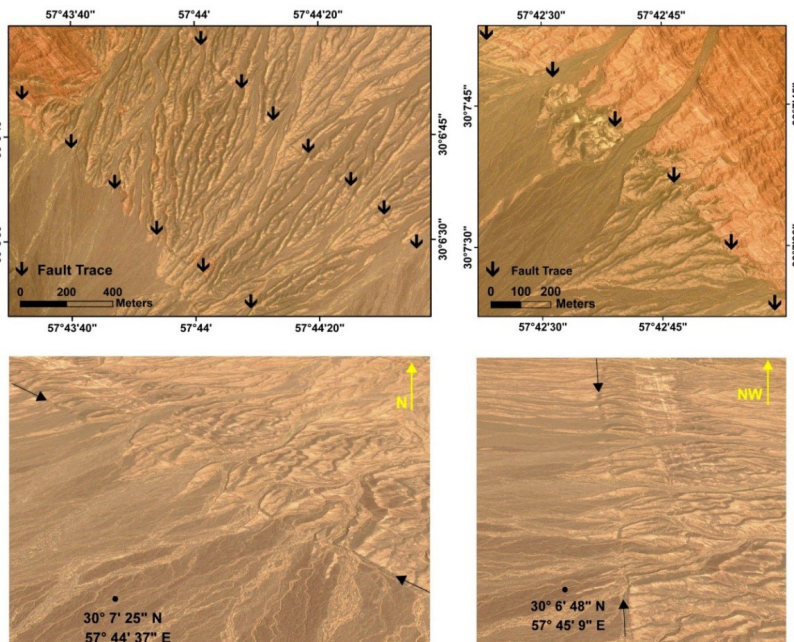 57°43'40"
57°44'
57°44'20"
57°42'30"
57°42'45"
30°6'45"
30°6'30"
Fault Trace
0 200 400
Meters
57°43'40"
57°44'
57°44'20"
30°7'45"
30°7'30"
Fault Trace
0 100 200
Meters
57°42'30"
57°42'45"
N
30° 7' 25" N
57° 44' 37" E
NW
30° 6' 48" N
57° 45' 9" E